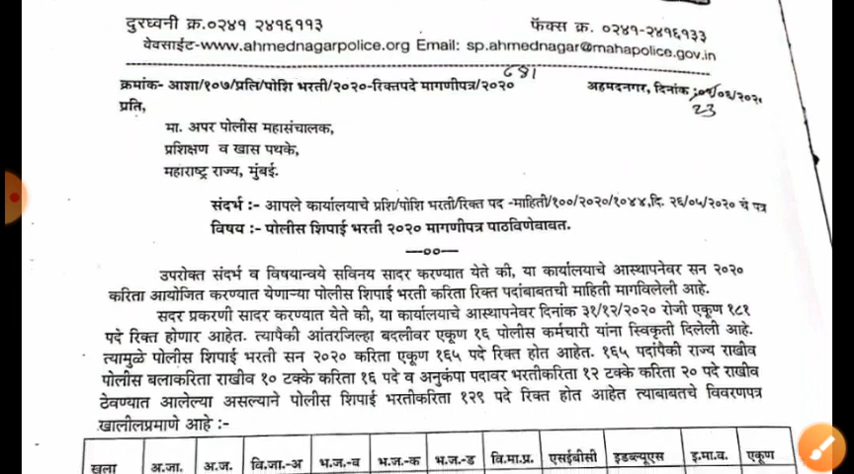 दुरध्वनी क्र.०२४१ २४१६११३ फॅक्स क्र. ०२४१-२४१६१३३
वेवसाईट-www.ahmednagarpolice.org Email: sp.ahmednagar@mahapolice.gov.in
क्रमांक- आशा/१०७/प्रति/पोशि भरती/२०२०-रिक्तपदे मागणीपत्र/२०२० अहमदनगर, दिनांक
23
प्रति,
मा. अपर पोलीस महासंचालक,
प्रशिक्षण व खास पथके,
महाराष्ट्र राज्य, मुंबई.
संदर्भ :- आपले कार्यालयाचे प्रशि/पोशि भरती/रिक्त पद -माहिती/१००/२०२०/१०४४,दि. २६/०५/२०२० चं पत्र
विषय :- पोलीस शिपाई भरती २०२० मागणीपत्र पाठविणेबाबत.
—००—
उपरोक्त संदर्भ व विषयान्वये सविनय सादर करण्यात येते की, या कार्यालयाचे आस्थापनेवर सन २०२०
करिता आयोजित करण्यात येणाऱ्या पोलीस शिपाई भरती करिता रिक्त पदांबाबतची माहिती मागविलेली आहे.
सदर प्रकरणी सादर करण्यात येते की, या कार्यालयाचे आस्थापनेवर दिनांक ३१/१२/२०२० रोजी एकूण १८१
पदे रिक्त होणार आहेत. त्यापैकी आंतरजिल्हा बदलीवर एकूण १६ पोलीस कर्मचारी यांना स्विकृती दिलेली आहे.
त्यामुळे पोलीस शिपाई भरती सन २०२० करिता एकूण १६५ पदे रिक्त होत आहेत. १६५ पदांपैकी राज्य राखीव
पोलीस बलाकरिता राखीव १० टक्के करिता १६ पदे व अनुकंपा पदावर भरतीकरिता १२ टक्के करिता २० पदे राखीव
ठेवण्यात आलेल्या असल्याने पोलीस शिपाई भरतीकरिता १२९ पदे रिक्त होत आहेत त्याबाबतचे विवरणपत्र
खालीलप्रमाणे आहे :-
खला अ.जा. अ.ज. वि.जा.-अ भ.ज.-व भ.ज.-क भ.ज.-ड वि.मा.प्र. एसईबीसी इडब्ल्यूएस इ.मा.व. एकूण